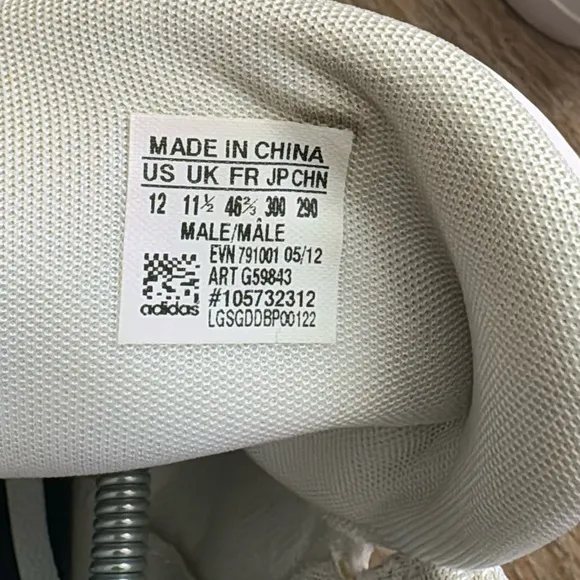 MADE IN CHINA
US UK FR JP CHN
12 11½ 46⅔ 300 290
MALE/MÂLE
EVN 791001 05/12
ART G59843
#105732312
adidas LGSGDDBP00122